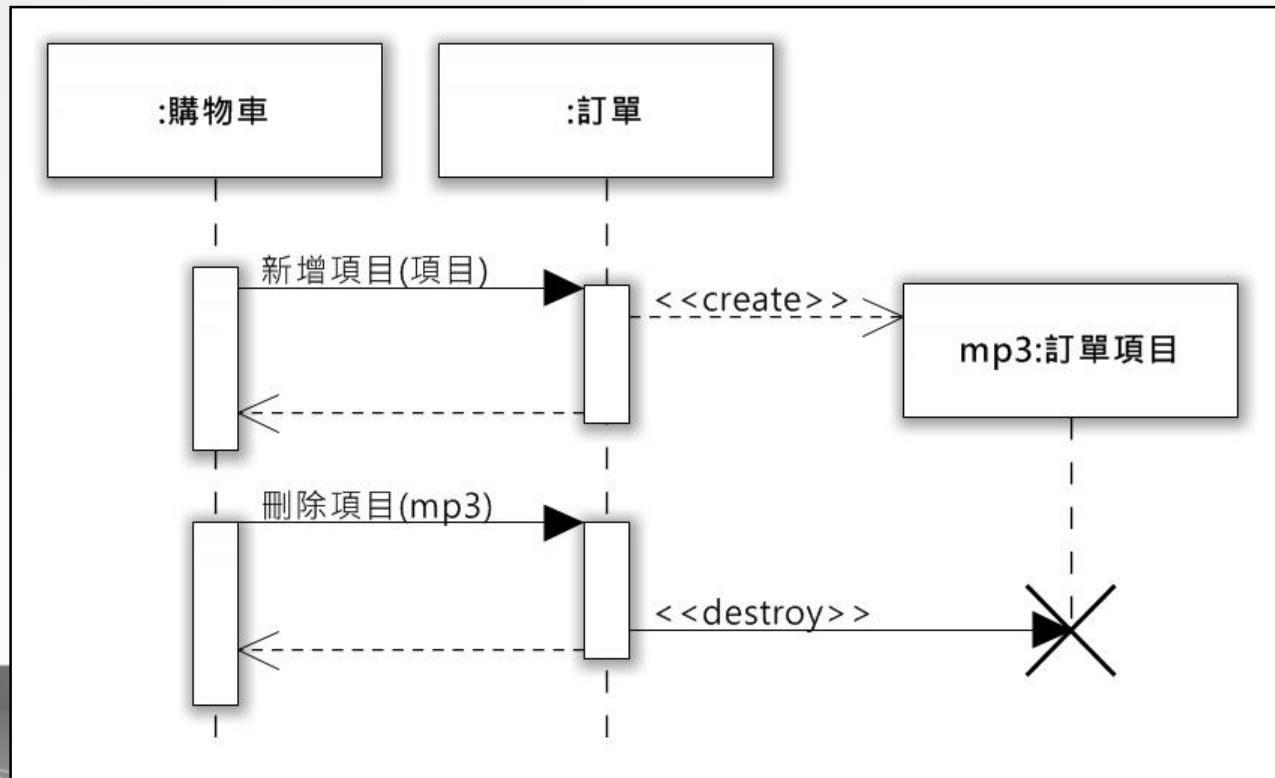 :購物車
:訂單
新增項目(項目)
<<create>>
mp3:訂單項目
刪除項目(mp3)
<<destroy>>